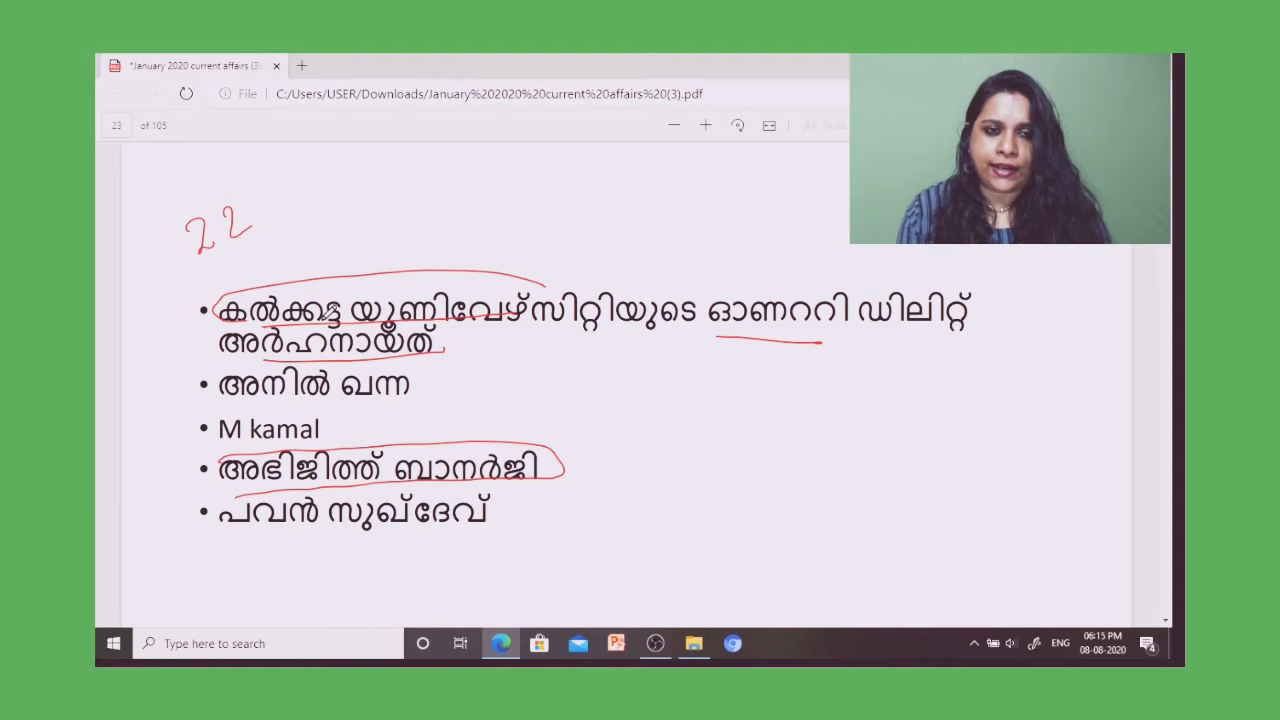 *January 2020 current affairs (3)
File C:/Users/USER/Downloads/January%202020%20current%20affairs%20(3).pdf
23 of 105
22
• കൽക്കട്ട യൂണിവേഴ്സിറ്റിയുടെ ഓണററി ഡിലിറ്റ്
അർഹനായത്
• അനിൽ ഖന്ന
• M kamal
• അഭിജിത്ത് ബാനർജി
• പവൻ സുഖ്ദേവ്
Type here to search
ENG
06:15 PM
08-08-2020
4